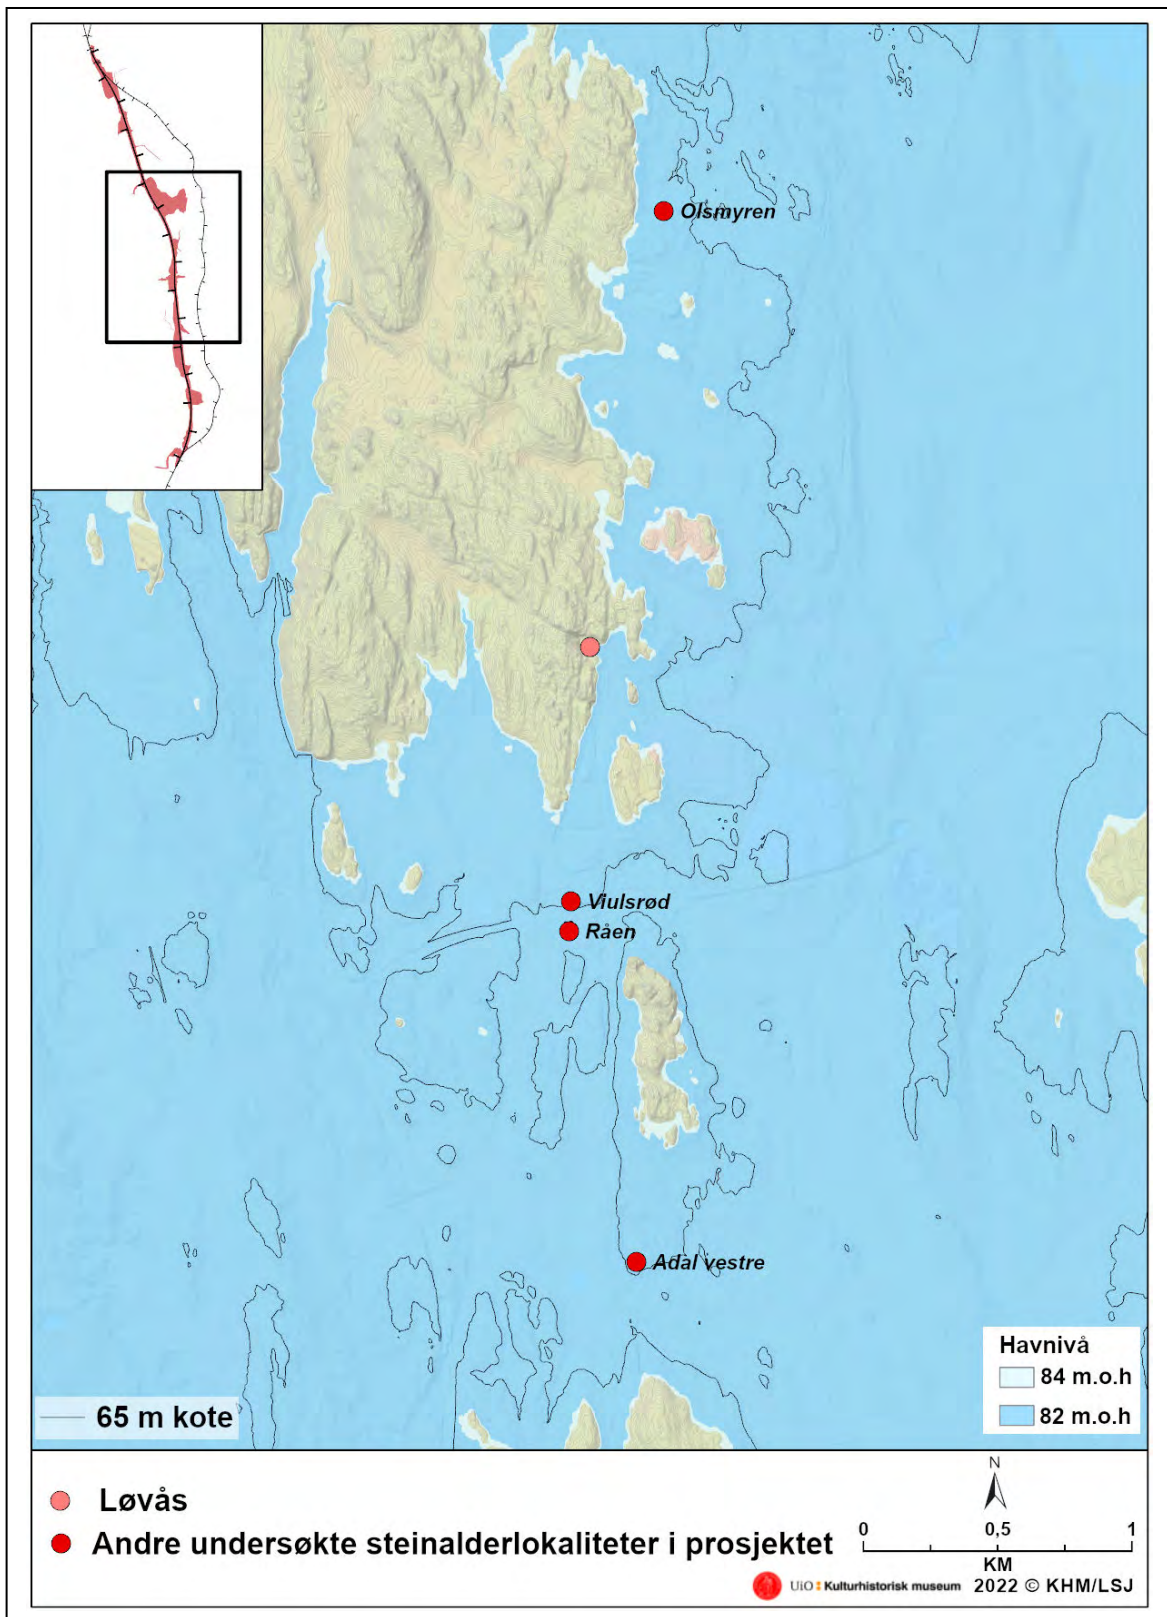 Olsmyren
Viulsrød
Råen
Adal vestre
Havnivå
84 m.o.h
82 m.o.h
65 m kote
Løvås
Andre undersøkte steinalderlokaliteter i prosjektet
N
0 0,5 1
KM
UiO Kulturhistorisk museum 2022 © KHM/LSJ